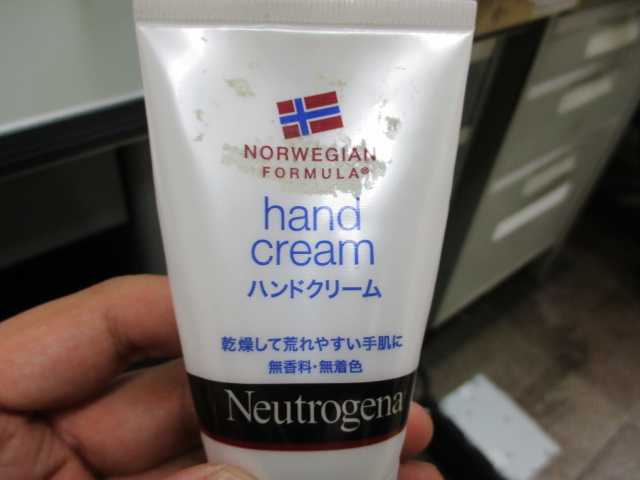 NORWEGIAN
FORMULA®
hand
cream
ハンドクリーム
乾燥して荒れやすい手肌に
無香料・無着色
Neutrogena